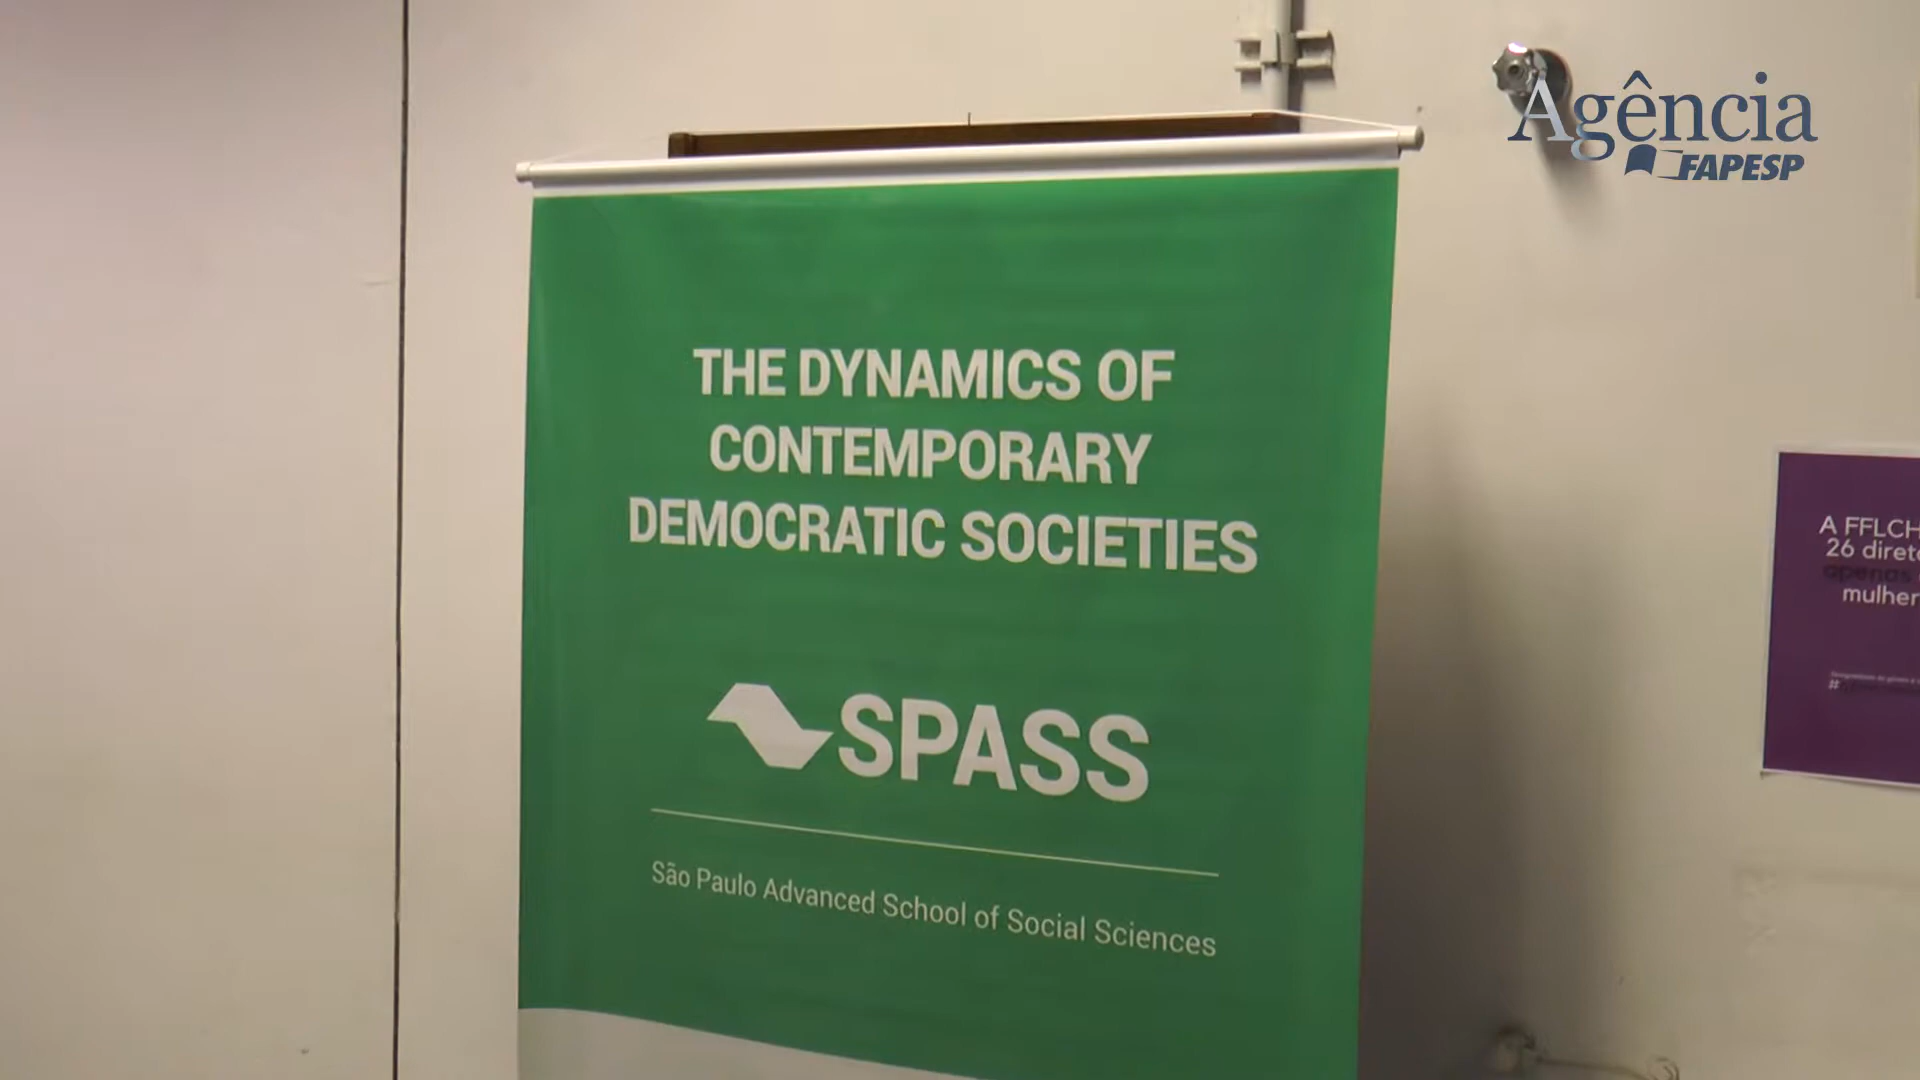 Agência
FAPESP
THE DYNAMICS OF
CONTEMPORARY
DEMOCRATIC SOCIETIES
SPASS
São Paulo Advanced School of Social Sciences
A FFLCH
26 diret
apenas
mulher
#